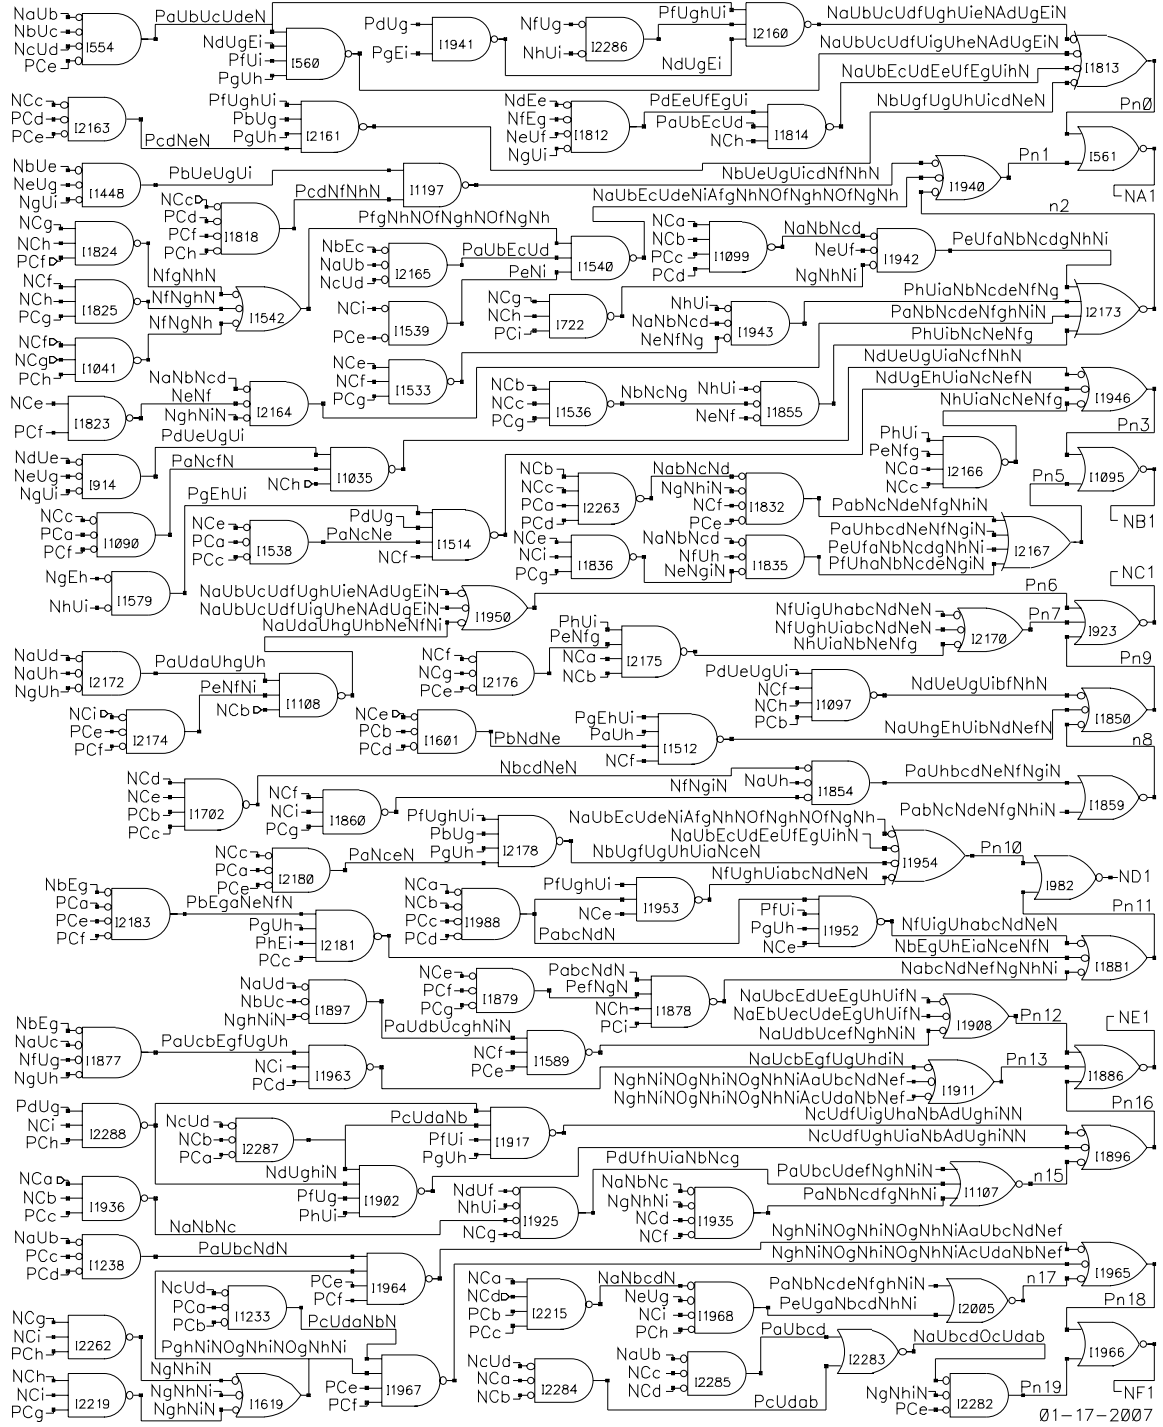 NaUb
NbUc
NcUd
PCe
I554
PaUbUcUdeN
NdUgEi
PfUi
PgUh
I560
PdUg
PgEi
I1941
NfUg
NhUi
I2286
PfUghUi
NdUgEi
I2160
NaUbUcUdfUghUieNAdUgEiN
NaUbUcUdfUigUheNAdUgEiN
NaUbEcUdEeUfEgUihN
NbUgfUgUhUicdNeN
I1813
Pn0
NCc
PCd
PCe
I2163
PcdNeN
PfUghUi
PbUg
PgUh
I2161
NdEe
NfEg
NeUf
NgUi
I1812
PdEeUfEgUi
PaUbEcUd
NCh
I1814
I561
NA1
NbUe
NeUg
NgUi
I1448
PbUeUgUi
PcdNfNhN
I1197
NbUeUgUicdNfNhN
NaUbEcUdeNiAfgNhNOfNghNOfNgNh
I1940
Pn1
n2
NCc
PCd
PCf
PCh
I1818
NCg
NCh
PCf
I1824
NfgNhN
NCf
NCh
PCg
I1825
NfNghN
NCf
NCg
PCh
I1041
NfNgNh
I1542
PfgNhNOfNghNOfNgNh
NbEc
NaUb
NcUd
I2165
PaUbEcUd
PeNi
I1540
NCi
PCe
I1539
NCe
NCf
PCg
I1533
NCa
NCb
PCc
PCd
I1099
NaNbNcd
NeUf
NgNhNi
I1942
PeUfaNbNcdgNhNi
NCg
NCh
PCi
I722
NhUi
NaNbNcd
NeNfNg
I1943
PhUiaNbNcdeNfNg
PaNbNcdeNfghNiN
PhUibNcNeNfg
I2173
NCe
PCf
I1823
NaNbNcd
NeNf
NghNiN
I2164
NCb
NCc
PCg
I1536
NbNcNg
NhUi
NeNf
I1855
NdUeUgUiaNcfNhN
NdUgEhUiaNcNefN
NhUiaNcNeNfg
I1946
Pn3
NdUe
NeUg
NgUi
I914
PdUeUgUi
PaNcfN
NCh
I1035
PhUi
PeNfg
NCa
NCc
I2166
Pn5
I1095
NB1
NCc
PCa
PCf
I1090
PgEhUi
NCe
PCa
PCc
I1538
PaNcNe
PdUg
NCf
I1514
NCb
NCc
PCa
PCd
I2263
NabNcNd
NgNhiN
NCf
PCe
I1832
PabNcNdeNfgNhiN
PaUhbcdNeNfNgiN
PeUfaNbNcdgNhNi
PfUhaNbNcdeNgiN
I2167
NCe
NCi
PCg
I1836
NaNbNcd
NfUh
NeNgiN
I1835
NgEh
NhUi
I1579
NaUbUcUdfUghUieNAdUgEiN
NaUbUcUdfUigUheNAdUgEiN
NaUdaUhgUhbNeNfNi
I1950
Pn6
NC1
NfUigUhabcNdNeN
NfUghUiabcNdNeN
NhUiaNbNeNfg
I2170
Pn7
I923
NaUd
NaUh
NgUh
I2172
PaUdaUhgUh
PeNfNi
NCb
I1108
NCi
PCe
PCf
I2174
NCf
NCg
PCe
I2176
PhUi
PeNfg
NCa
NCb
I2175
PdUeUgUi
NCf
NCh
PCb
I1097
NdUeUgUibfNhN
Pn9
NaUhgEhUibNdNefN
I1850
n8
NCe
PCb
PCd
I1601
PbNdNe
PgEhUi
PaUh
NCf
I1512
NCd
NCe
PCb
PCc
I1702
NbcdNeN
NCf
NCi
PCg
I1860
NfNgiN
NaUh
I1854
PaUhbcdNeNfNgiN
PabNcNdeNfgNhiN
I1859
PfUghUi
PbUg
PgUh
I2178
NCc
PCa
PCe
I2180
PaNceN
NaUbEcUdeNiAfgNhNOfNghNOfNgNh
NaUbEcUdEeUfEgUihN
NbUgfUgUhUiaNceN
NfUghUiabcNdNeN
I1954
Pn10
I982
ND1
Pn11
NbEg
PCa
PCe
PCf
I2183
PbEgaNeNfN
PgUh
PhEi
PCc
I2181
NCa
NCb
PCc
PCd
I1988
PfUghUi
NCe
I1953
PabcNdN
PfUi
PgUh
NCe
I1952
NfUigUhabcNdNeN
NbEgUhEiaNceNfN
NabcNdNefNgNhNi
I1881
NaUd
NbUc
NghNiN
I1897
PaUdbUcghNiN
NCe
PCf
PCg
I1879
PabcNdN
PefNgN
NCh
PCi
I1878
NbEg
NaUc
NfUg
NgUh
I1877
PaUcbEgfUgUh
NCi
PCd
I1963
NCf
PCe
I1589
NaUbcEdUeEgUhUifN
NaEbUecUdeEgUhUifN
NaUdbUcefNghNiN
I1908
Pn12
NE1
NaUcbEgfUgUhdiN
NghNiNOgNhiNOgNhNiAaUbcNdNef
NghNiNOgNhiNOgNhNiAcUdaNbNef
I1911
Pn13
I1886
Pn16
PdUg
NCi
PCh
I2288
NcUd
NCb
PCa
I2287
PcUdaNb
PfUi
PgUh
I1917
NcUdfUigUhaNbAdUghiNN
NcUdfUghUiaNbAdUghiNN
I1896
n15
NdUghiN
PfUg
PhUi
I1902
NCa
NCb
PCc
I1936
NaNbNc
NdUf
NhUi
NCg
I1925
PdUfhUiaNbNcg
NaNbNc
NgNhNi
NCd
NCf
I1935
PaUbcUdefNghNiN
PaNbNcdfgNhNi
I1107
NaUb
PCc
PCd
I1238
PaUbcNdN
PCe
PCf
I1964
NghNiNOgNhiNOgNhNiAaUbcNdNef
NghNiNOgNhiNOgNhNiAcUdaNbNef
I1965
n17
Pn18
NcUd
PCa
PCb
I1233
PcUdaNbN
NCg
NCi
PCh
I2262
PghNiNOgNhiNOgNhNi
NgNhiN
NgNhNi
NghNiN
I1619
NCh
NCi
PCg
I2219
PCe
PCf
I1967
NCa
NCd
PCb
PCc
I2215
NaNbcdN
NeUg
NCi
PCh
I1968
PaNbNcdeNfghNiN
PeUgaNbcdNhNi
I2005
NcUd
NCa
NCb
I2284
NaUb
NCc
NCd
I2285
PaUbcd
PcUdab
I2283
NaUbcdOcUdab
NgNhiN
PCe
I2282
Pn19
I1966
NF1
01-17-2007